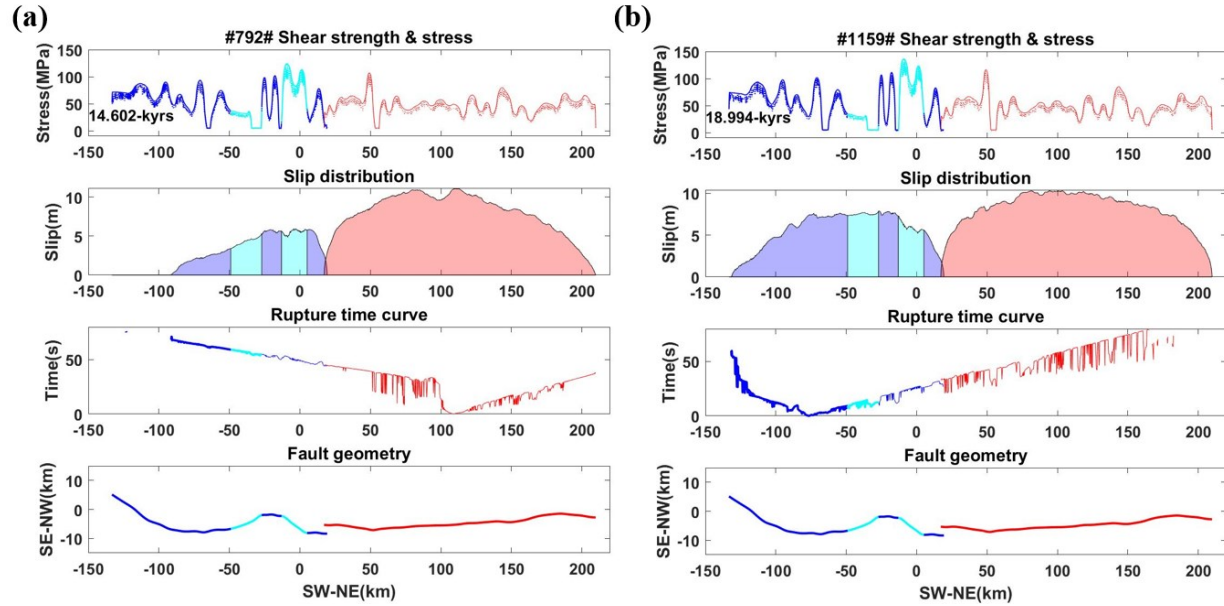 (a)
#792# Shear strength & stress
Stress(MPa)
150
100
50
0
14.602-kyrs
-150 -100 -50 0 50 100 150 200
Slip distribution
Slip(m)
10
5
0
-150 -100 -50 0 50 100 150 200
Rupture time curve
Time(s)
50
0
-150 -100 -50 0 50 100 150 200
Fault geometry
SE-NW(km)
10
0
-10
-150 -100 -50 0 50 100 150 200
SW-NE(km)
(b)
#1159# Shear strength & stress
Stress(MPa)
150
100
50
0
18.994-kyrs
-150 -100 -50 0 50 100 150 200
Slip distribution
Slip(m)
10
5
0
-150 -100 -50 0 50 100 150 200
Rupture time curve
Time(s)
50
0
-150 -100 -50 0 50 100 150 200
Fault geometry
SE-NW(km)
10
0
-10
-150 -100 -50 0 50 100 150 200
SW-NE(km)